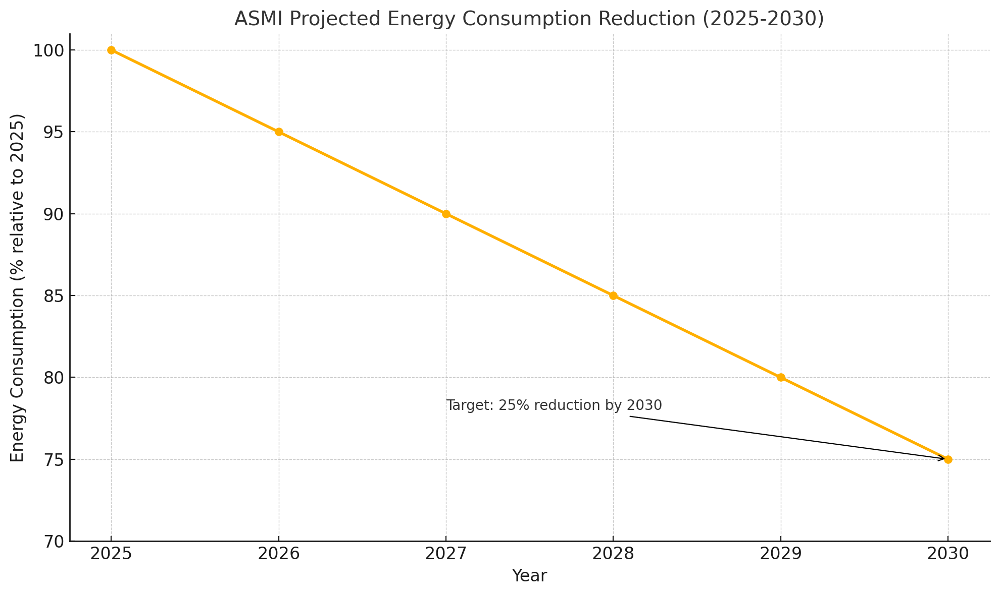 ASMI Projected Energy Consumption Reduction (2025-2030)
Energy Consumption (% relative to 2025)
100
95
90
85
80
75
70
Target: 25% reduction by 2030
2025 2026 2027 2028 2029 2030
Year